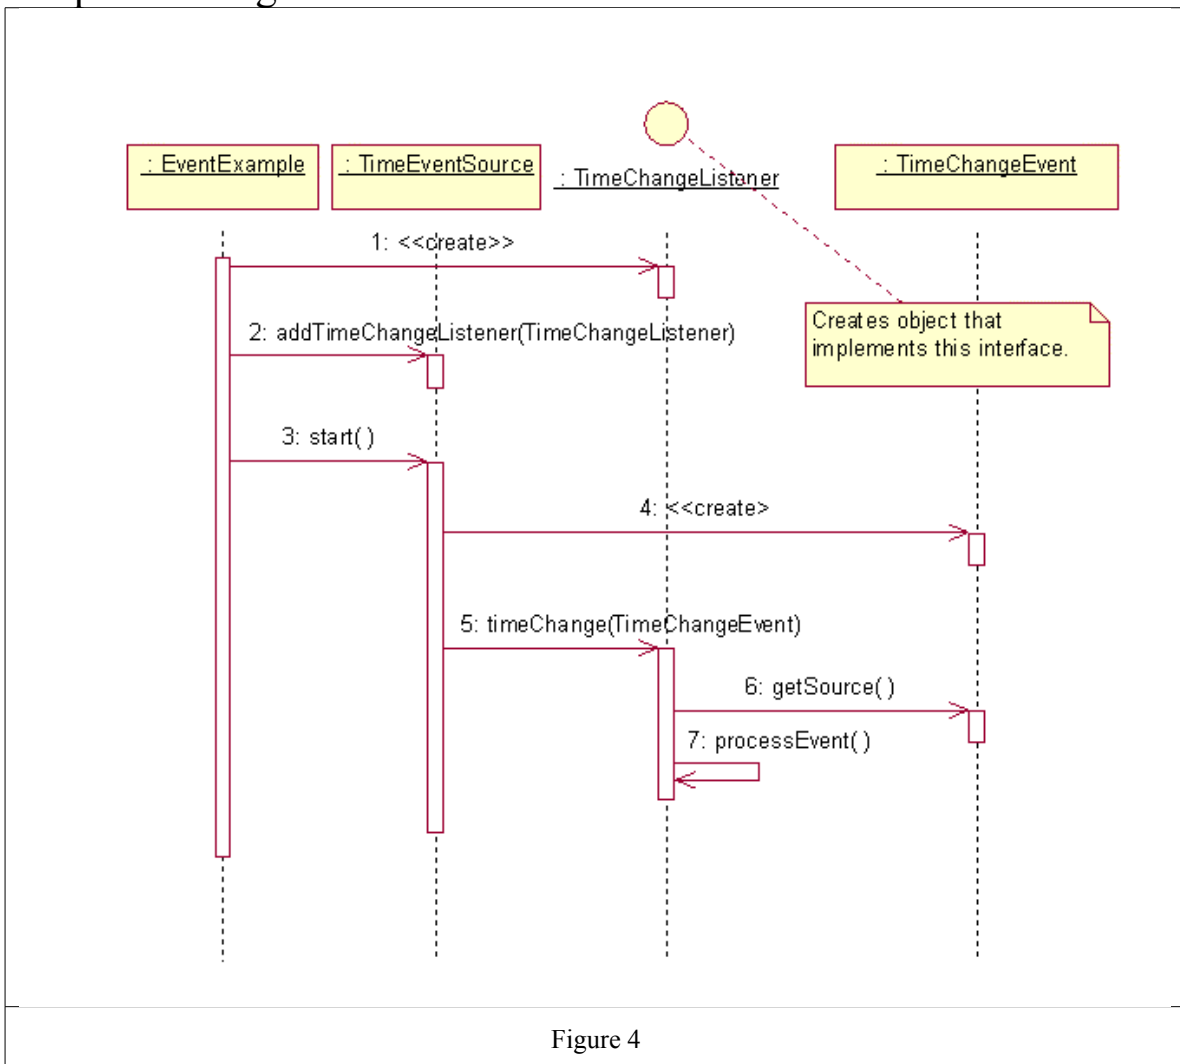 : EventExample
: TimeEventSource
: TimeChangeListener
: TimeChangeEvent
1: <<create>>
2: addTimeChangeListener(TimeChangeListener)
Creates object that
implements this interface.
3: start( )
4: <<create>
5: timeChange(TimeChangeEvent)
6: getSource( )
7: processEvent( )
Figure 4